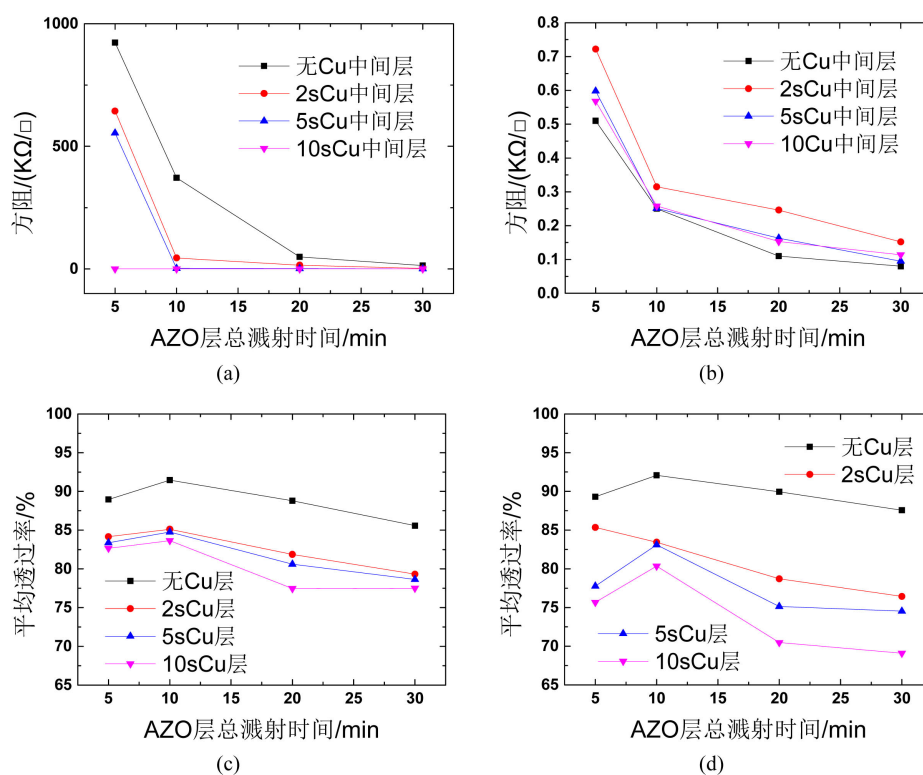 1000
500
0
方阻/(KΩ/□)
无Cu中间层
2sCu中间层
5sCu中间层
10sCu中间层
5 10 15 20 25 30
AZO层总溅射时间/min
(a)
0.8
0.7
0.6
0.5
0.4
0.3
0.2
0.1
0.0
方阻/(KΩ/□)
无Cu中间层
2sCu中间层
5sCu中间层
10Cu中间层
5 10 15 20 25 30
AZO层总溅射时间/min
(b)
100
95
90
85
80
75
70
65
平均透过率/%
无Cu层
2sCu层
5sCu层
10sCu层
5 10 15 20 25 30
AZO层总溅射时间/min
(c)
100
95
90
85
80
75
70
65
平均透过率/%
无Cu层
2sCu层
5sCu层
10sCu层
5 10 15 20 25 30
AZO层总溅射时间/min
(d)